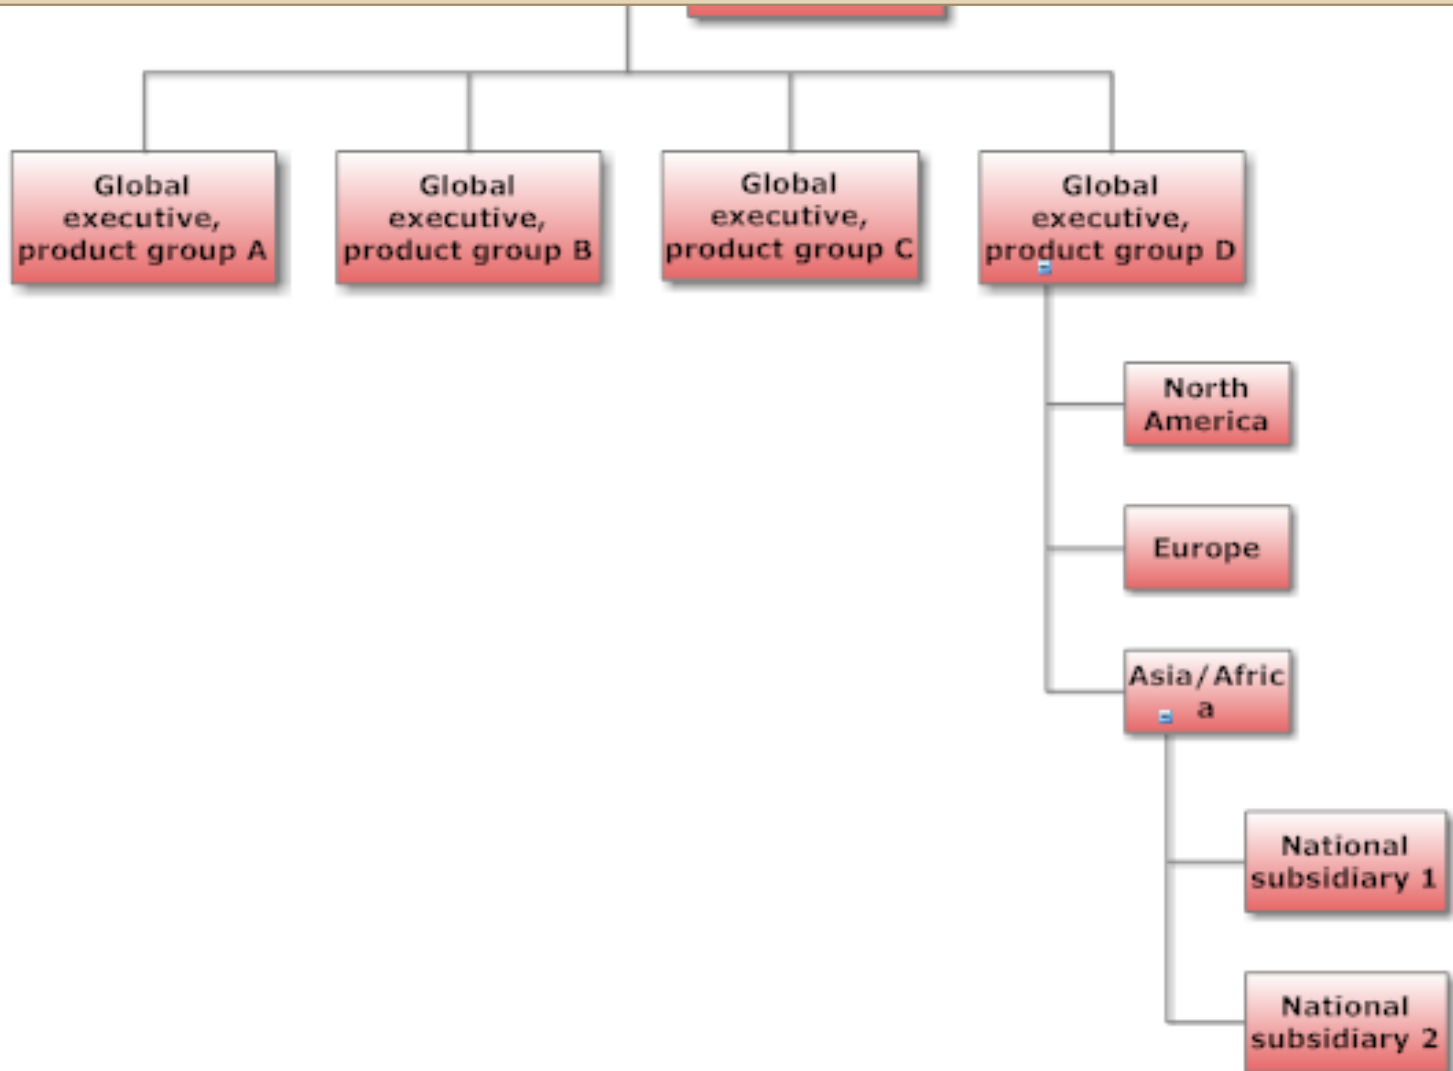 Global
executive,
product group A
Global
executive,
product group B
Global
executive,
product group C
Global
executive,
product group D
North
America
Europe
Asia/Afric
a
National
subsidiary 1
National
subsidiary 2